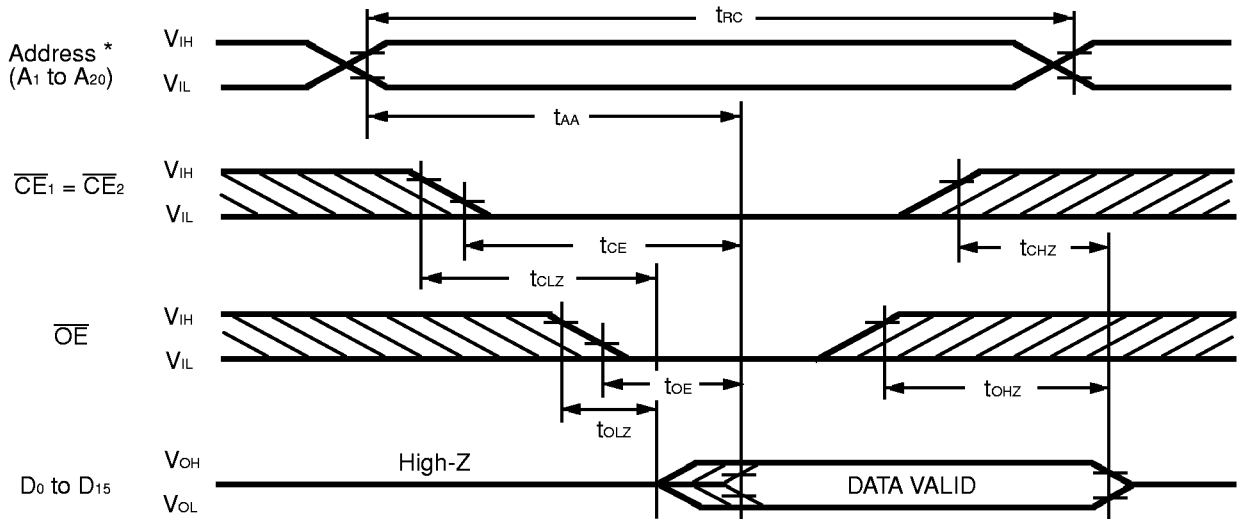 tRC
Address *
(A1 to A20)
VIH
VIL
tAA
CE1 = CE2
VIH
VIL
tCE
tCHZ
tCLZ
OE
VIH
VIL
tOE
tOHZ
tOLZ
D0 to D15
VOH
VOL
High-Z
DATA VALID